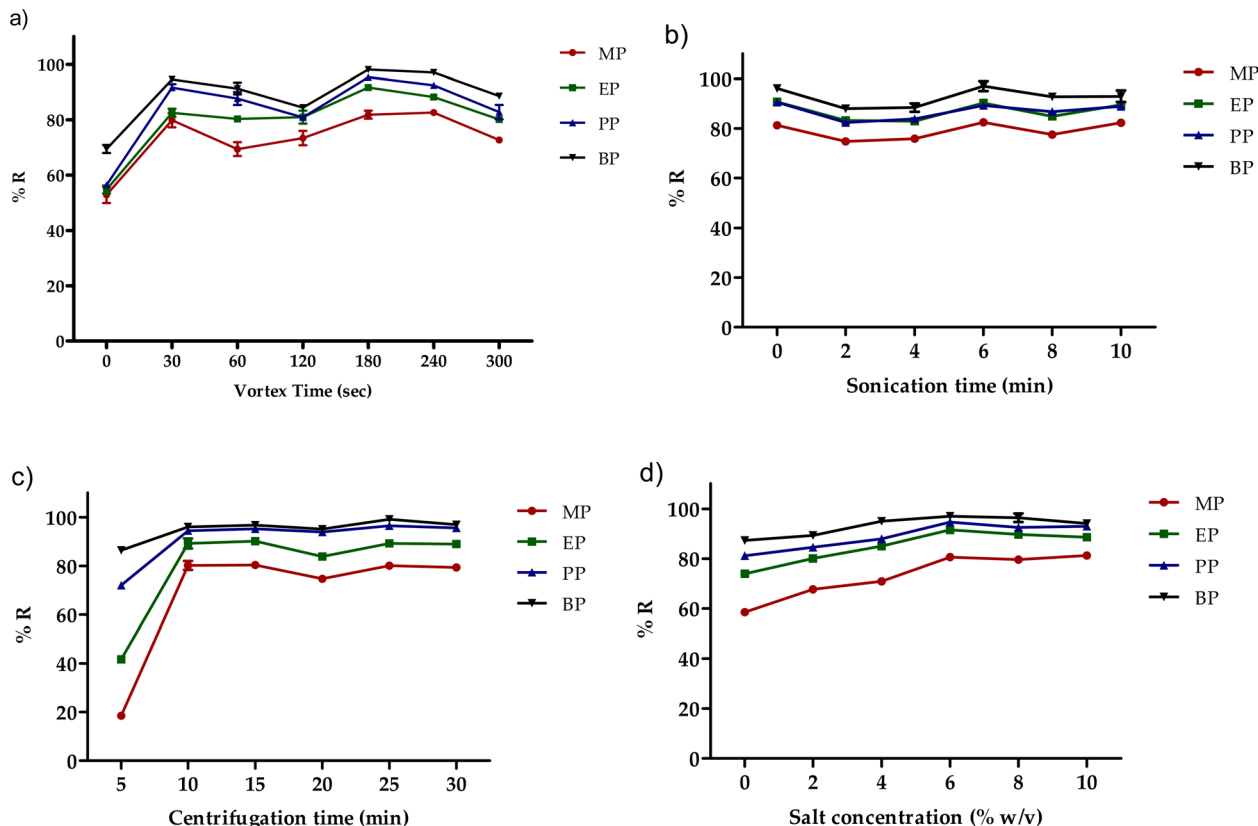 a)
% R
100
80
60
40
20
0
0 30 60 120 180 240 300
Vortex Time (sec)
MP
EP
PP
BP
b)
% R
100
80
60
40
20
0
0 2 4 6 8 10
Sonication time (min)
MP
EP
PP
BP
c)
% R
100
80
60
40
20
0
5 10 15 20 25 30
Centrifugation time (min)
MP
EP
PP
BP
d)
% R
100
80
60
40
20
0
0 2 4 6 8 10
Salt concentration (% w/v)
MP
EP
PP
BP